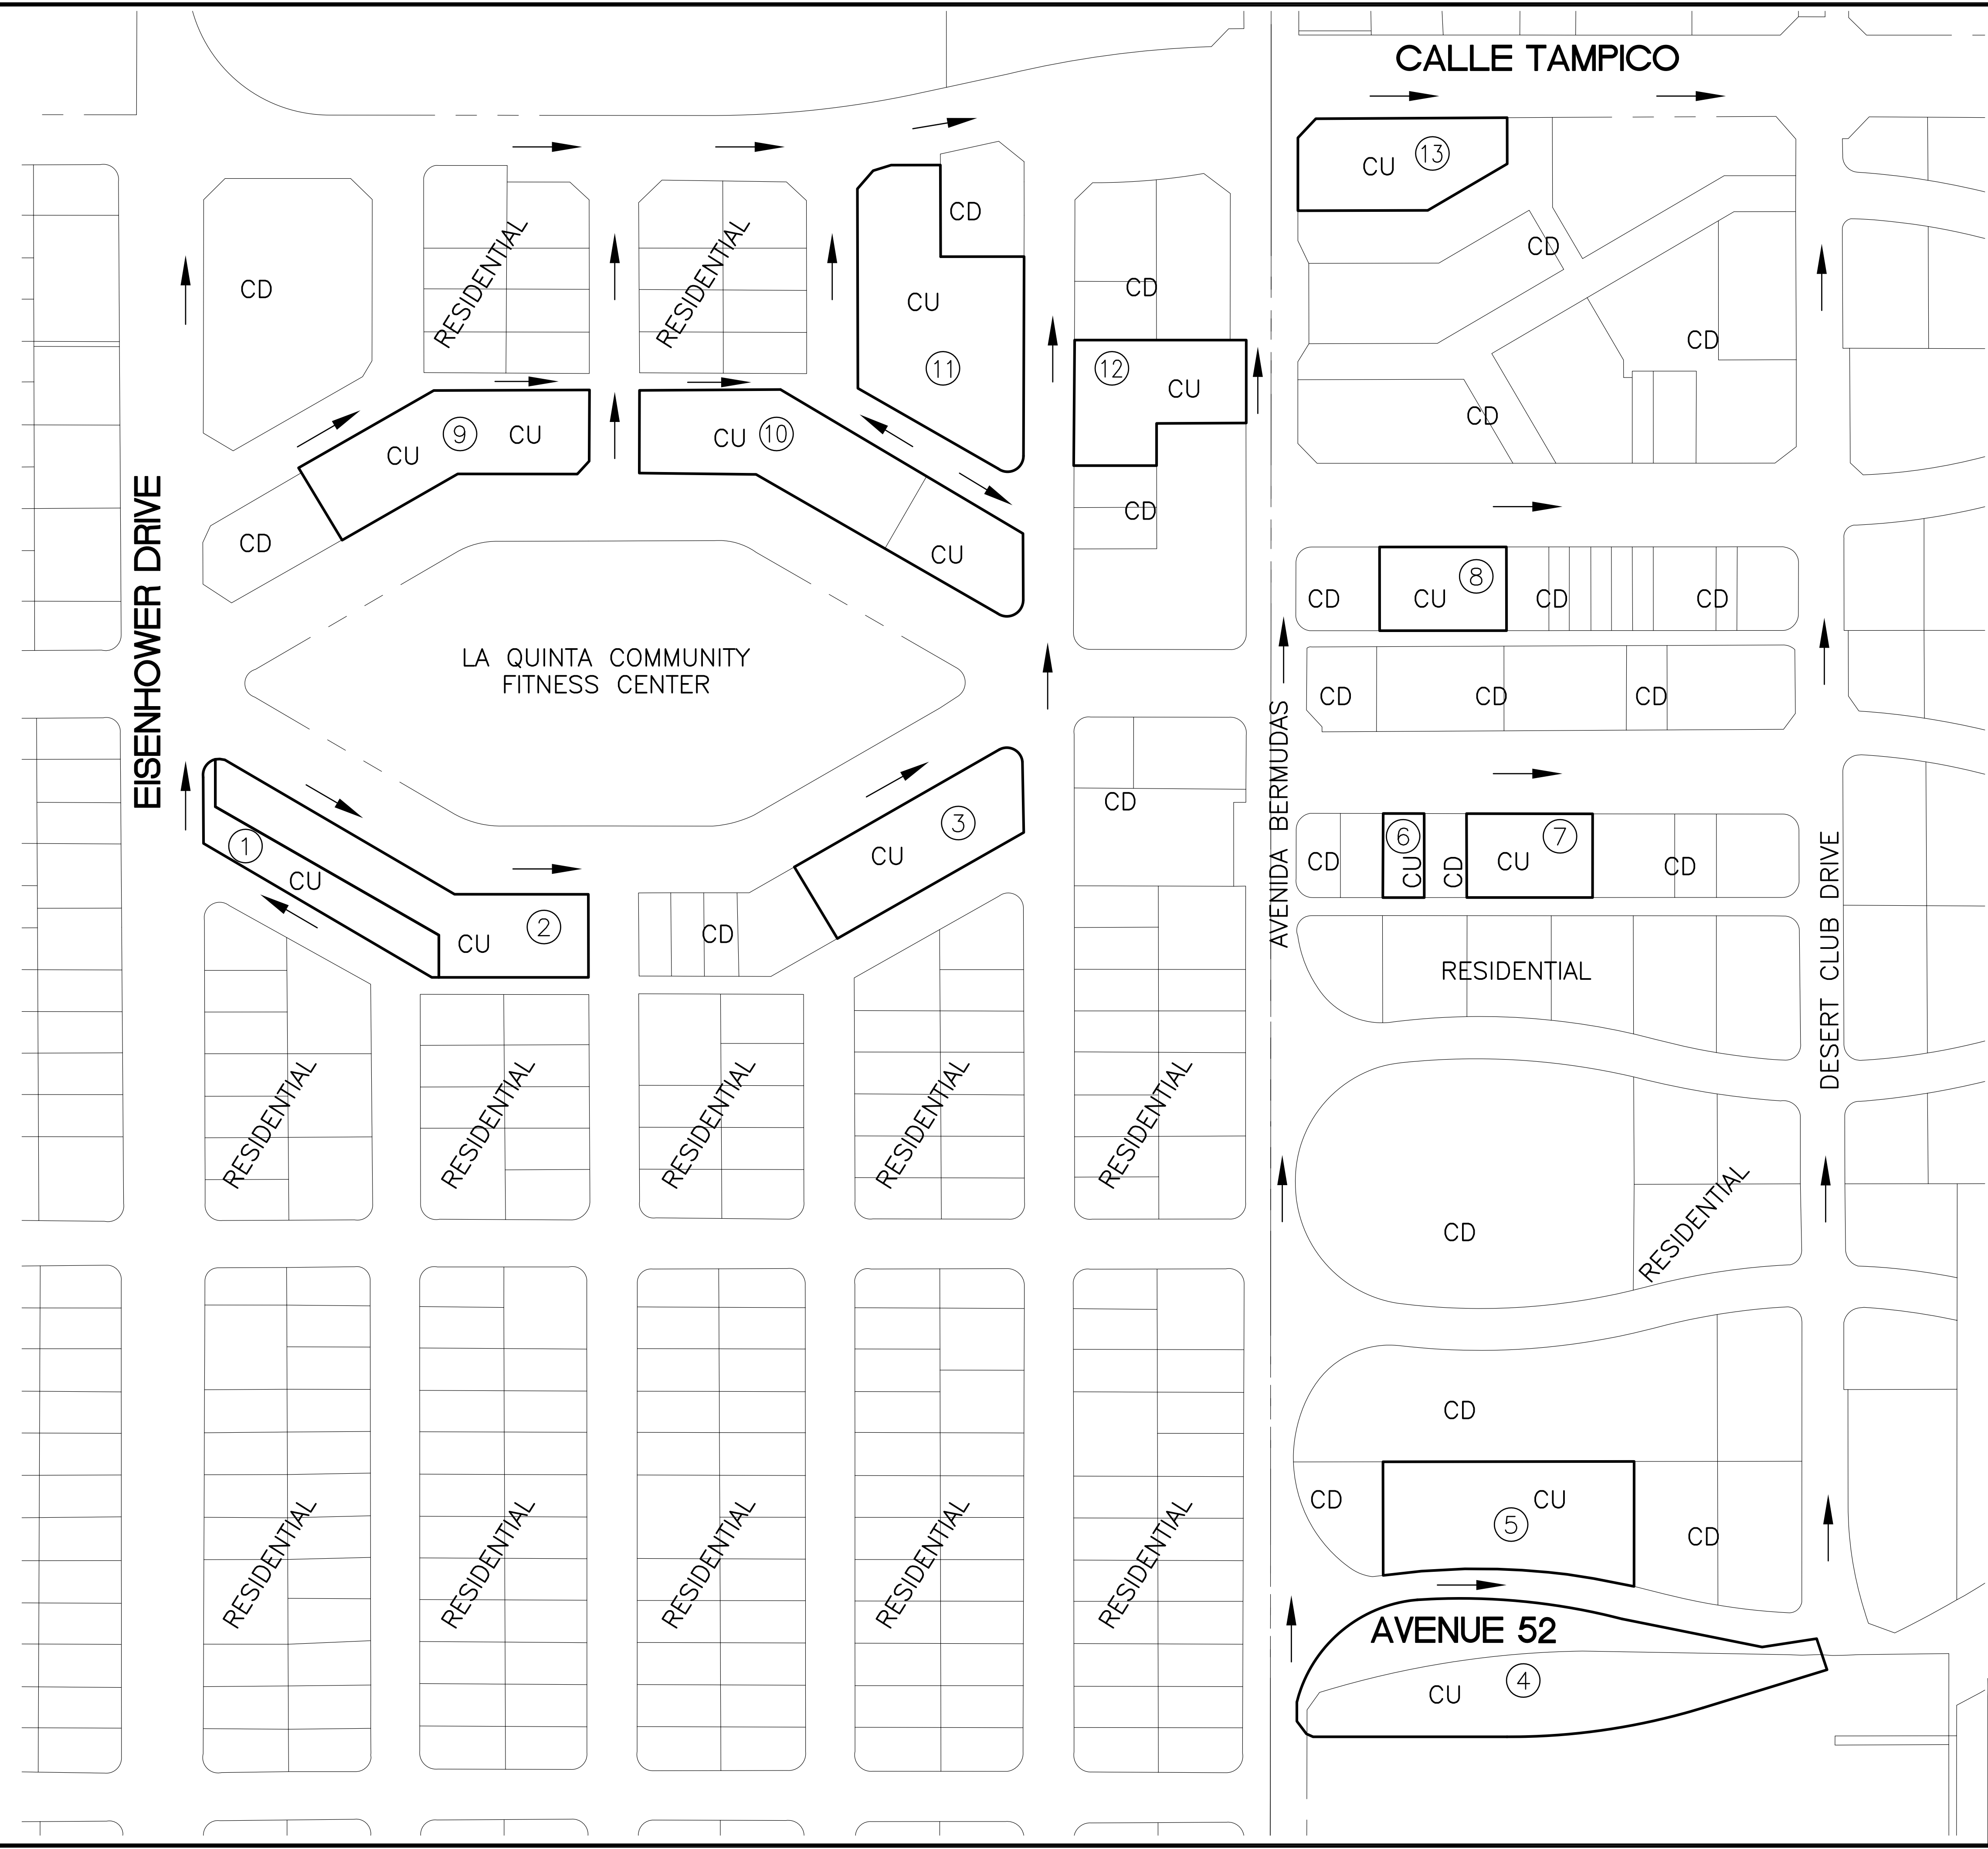 CALLE TAMPICO
CU 13
CD
RESIDENTIAL
RESIDENTIAL
CD
CD
CD
CD
CU
CD
11
12
CU
CD
9
CU
CU
CU
10
CD
CU
CD
CU
8
CD
CU
CD
CD
EISENHOWER DRIVE
LA QUINTA COMMUNITY
FITNESS CENTER
CD
CD
CD
AVENIDA BERMUDAS
CD
1
CU
3
CU
6
CU
CD
7
CU
CD
CD
DESERT CLUB DRIVE
2
CU
CD
RESIDENTIAL
RESIDENTIAL
RESIDENTIAL
RESIDENTIAL
RESIDENTIAL
RESIDENTIAL
CD
RESIDENTIAL
CD
CD
CU
5
CD
RESIDENTIAL
RESIDENTIAL
RESIDENTIAL
RESIDENTIAL
RESIDENTIAL
AVENUE 52
4
CU